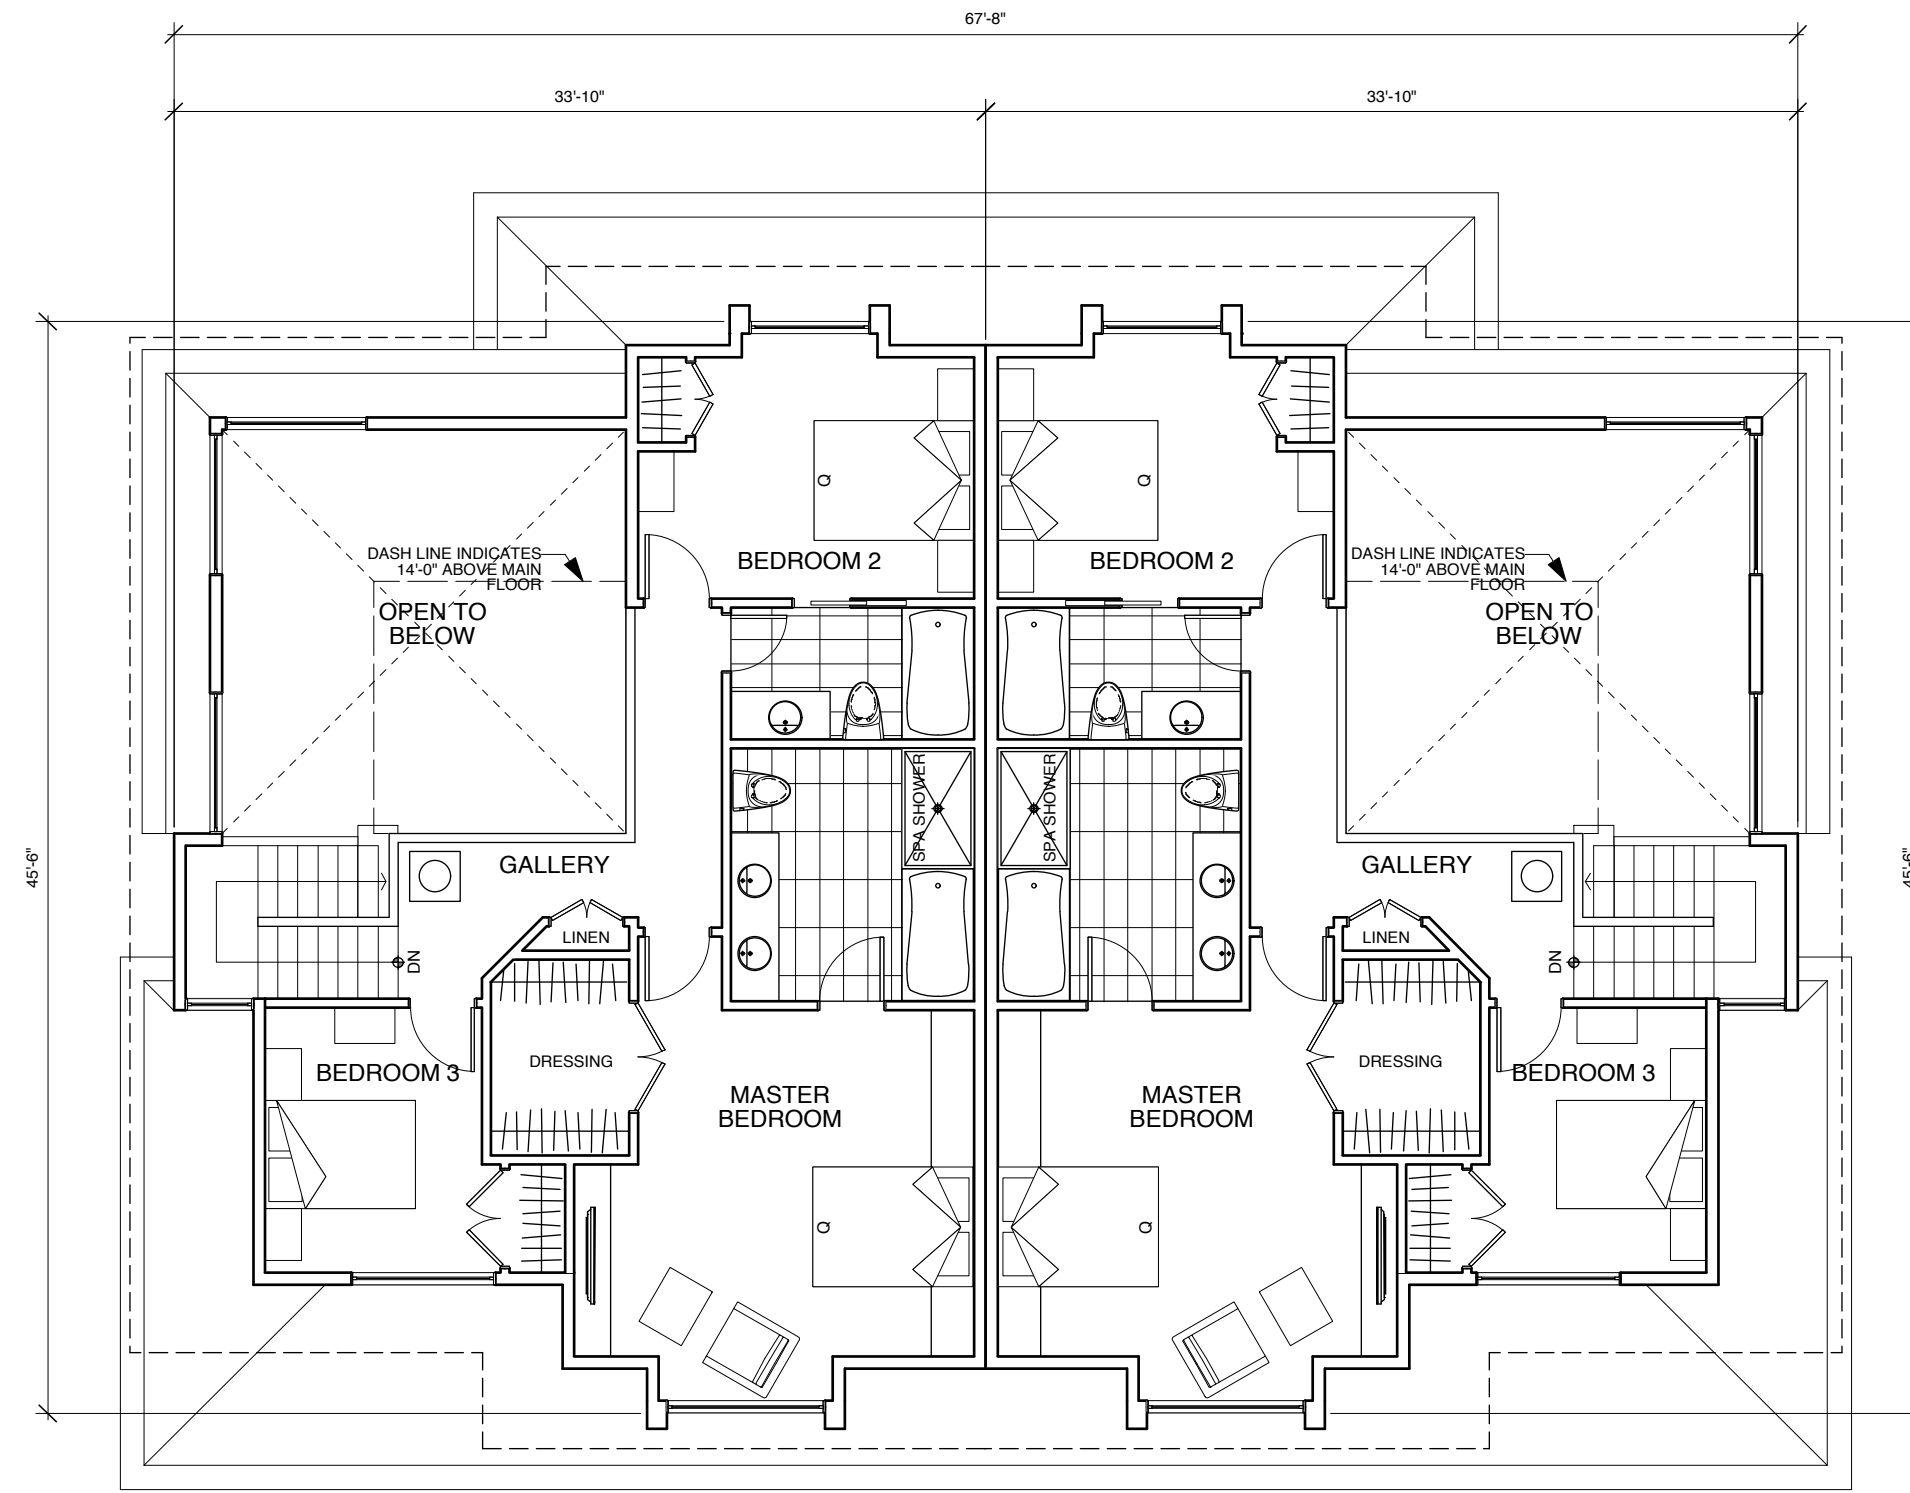 67'-8"
33'-10"
33'-10"
Q
Q
DASH LINE INDICATES
14'-0" ABOVE MAIN
FLOOR
OPEN TO
BELOW
BEDROOM 2
BEDROOM 2
DASH LINE INDICATES
14'-0" ABOVE MAIN
FLOOR
OPEN TO
BELOW
SPA SHOWER
SPA SHOWER
45'-6"
GALLERY
GALLERY
45'-6"
LINEN
LINEN
DN
DN
BEDROOM 3
DRESSING
MASTER
BEDROOM
MASTER
BEDROOM
DRESSING
BEDROOM 3
Q
Q